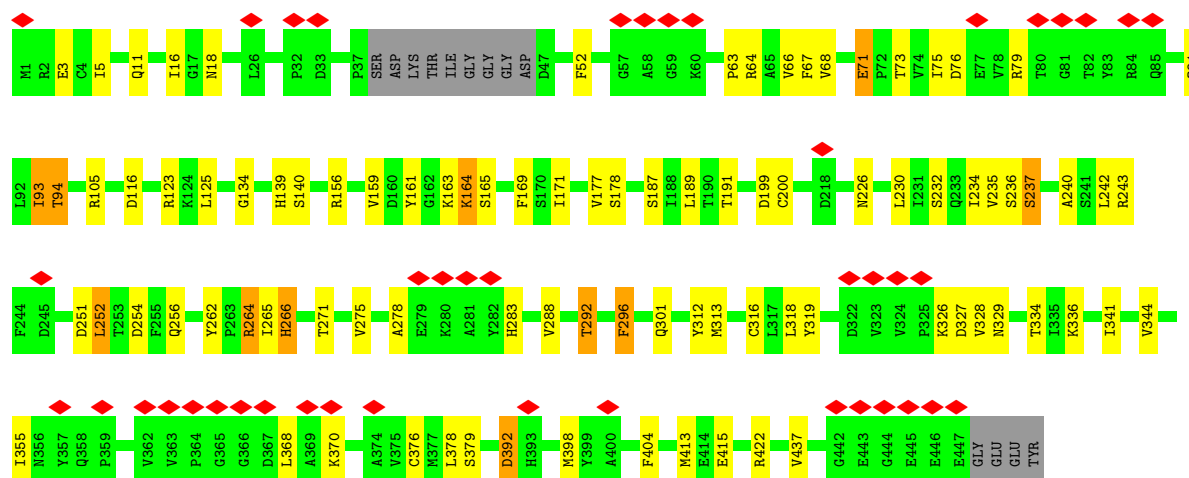 M1 R2 E3 C4 I5 Q11 I16 G17 N18 L26 P32 D33 P37 SER ASP LYS THR ILE GLY GLY GLY ASP D47 F52 G57 A58 G59 K60 P63 R64 A65 V66 F67 V68 E71 P72 T73 V74 I75 D76 E77 V78 R79 T80 G81 T82 Y83 R84 Q85
L92 I93 T94 R105 D116 R123 K124 L125 G134 H139 S140 R156 V159 D160 Y161 G162 K163 K164 S165 F169 S170 I171 V177 S178 S187 I188 L189 T190 T191 D199 C200 D218 N226 L230 I231 S232 Q233 I234 V235 S236 S237 A240 S241 L242 R243
F244 D245 D251 L252 T253 D254 F255 Q256 Y262 P263 R264 I265 H266 T271 V275 A278 E279 K280 A281 Y282 H283 V288 T292 F296 Q301 Y312 M313 C316 L317 L318 Y319 D322 V323 V324 P325 K326 D327 V328 N329 T334 I335 K336 I341 V344
I355 N356 Y357 Q358 P359 V362 V363 P364 G365 G366 D367 L368 A369 K370 A374 V375 C376 M377 L378 S379 D392 H393 M398 Y399 A400 F404 M413 E414 E415 R422 V437 G442 E443 G444 E445 E446 E447 GLY GLU GLU TYR